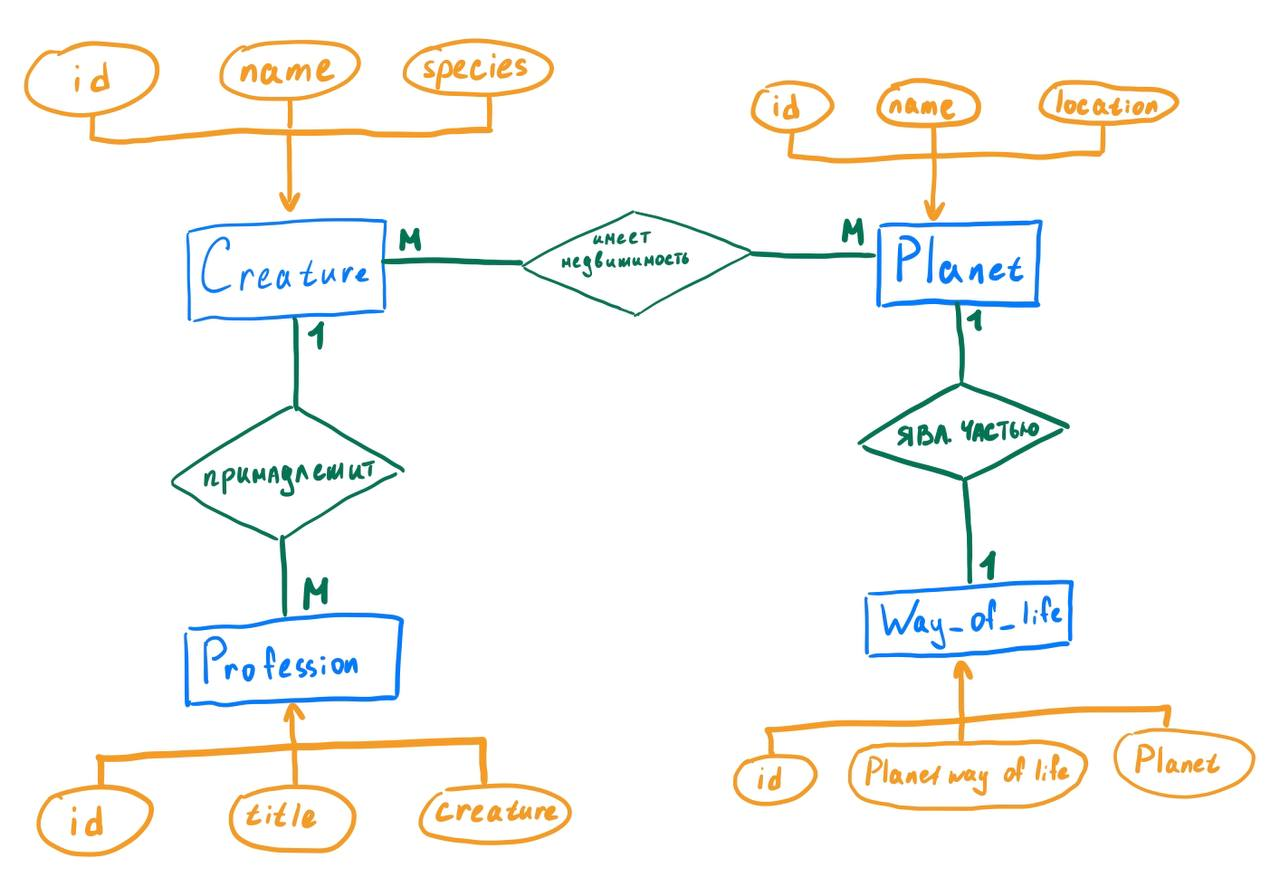 id
name
species
id
name
location
Creature
M
имеет
недвижимость
M
Planet
1
1
принадлежит
явл. частью
M
1
Profession
Way_of_life
id
title
creature
id
Planet way of life
Planet